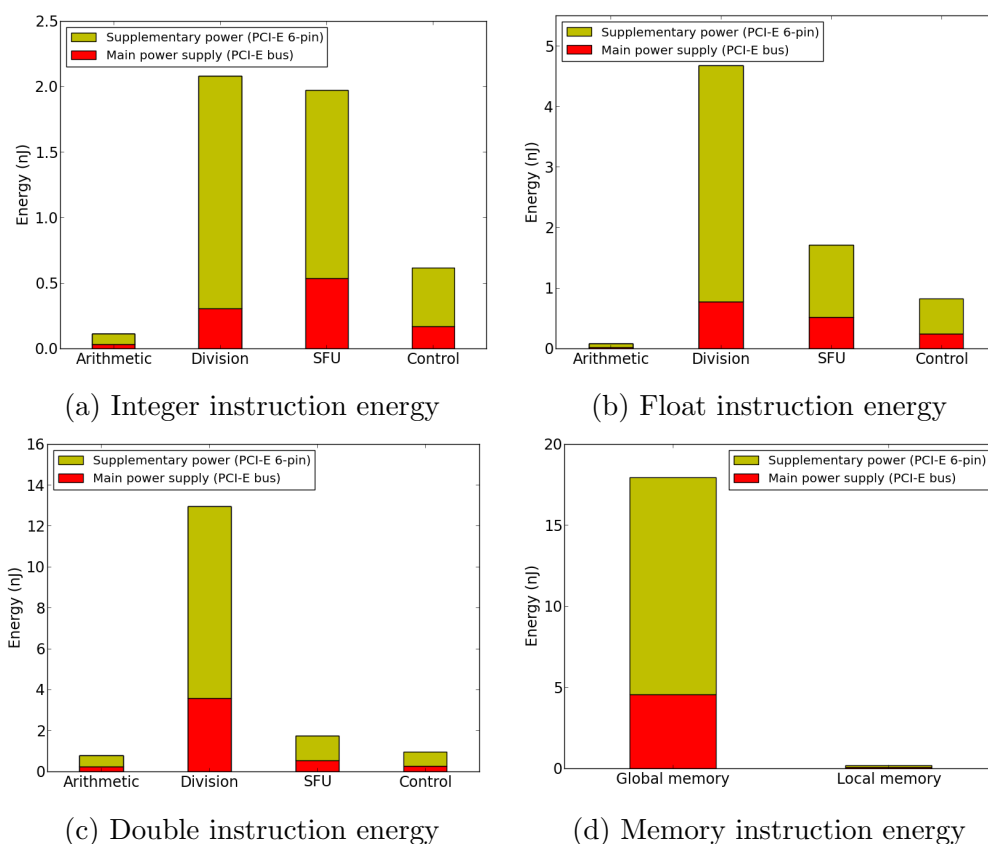 2.5
2.0
1.5
1.0
0.5
0.0
Energy (nJ)
Supplementary power (PCI-E 6-pin)
Main power supply (PCI-E bus)
Arithmetic Division SFU Control
(a) Integer instruction energy
5
4
3
2
1
0
Energy (nJ)
Supplementary power (PCI-E 6-pin)
Main power supply (PCI-E bus)
Arithmetic Division SFU Control
(b) Float instruction energy
16
14
12
10
8
6
4
2
0
Energy (nJ)
Supplementary power (PCI-E 6-pin)
Main power supply (PCI-E bus)
Arithmetic Division SFU Control
(c) Double instruction energy
20
15
10
5
0
Energy (nJ)
Supplementary power (PCI-E 6-pin)
Main power supply (PCI-E bus)
Global memory Local memory
(d) Memory instruction energy